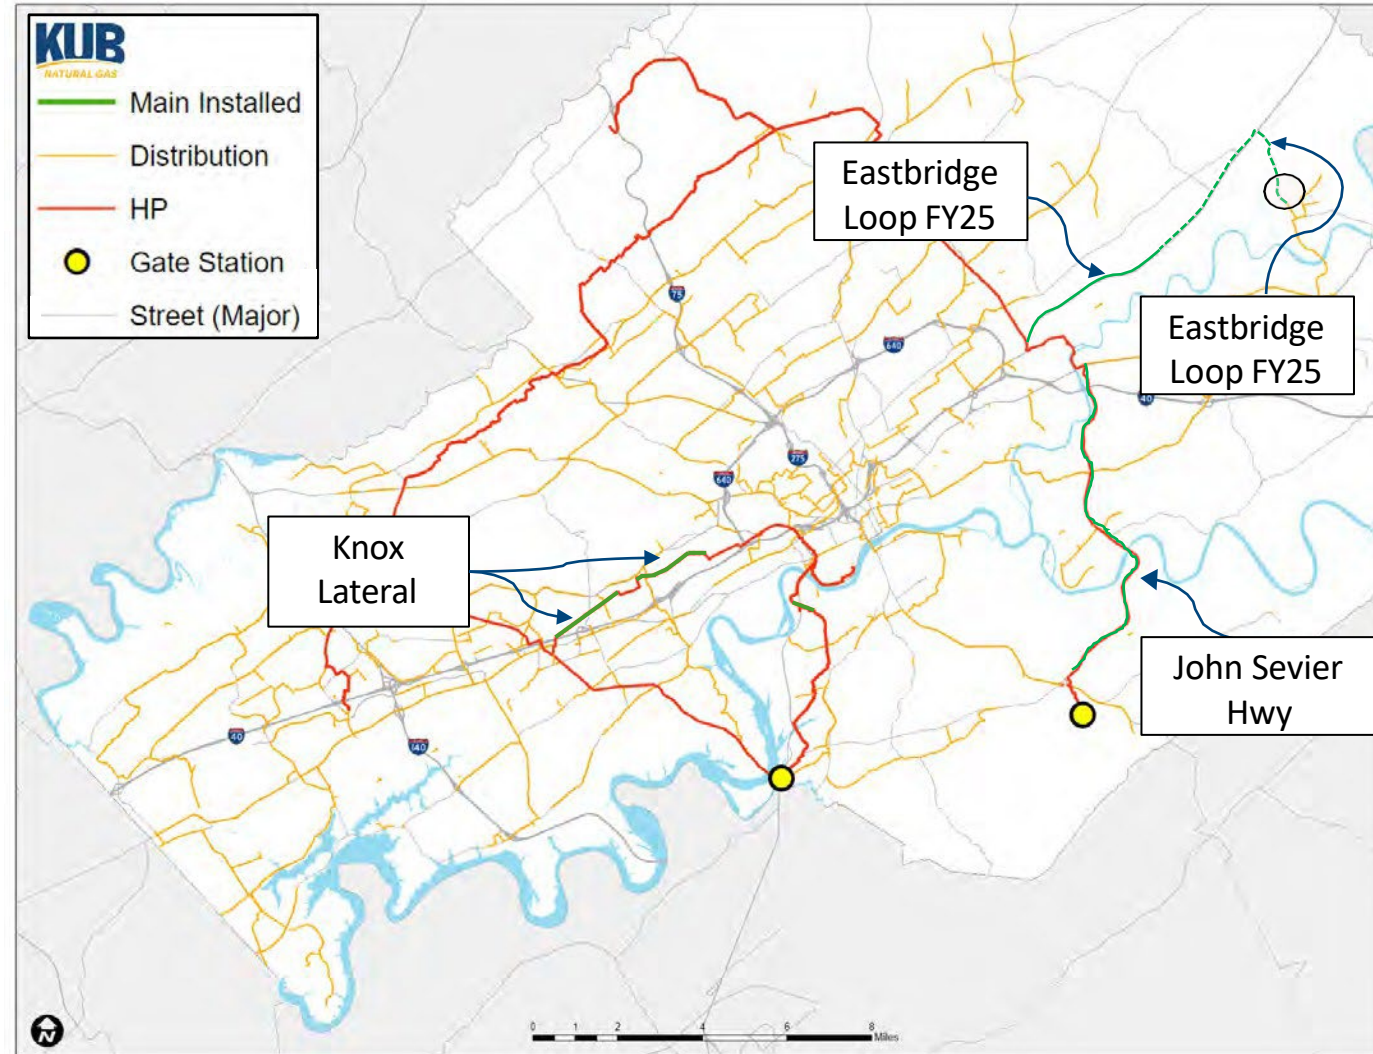 KUB
NATURAL GAS
Main Installed
Distribution
HP
Gate Station
Street (Major)
Eastbridge
Loop FY25
75
640
Eastbridge
Loop FY25
40
275
640
Knox
Lateral
John Sevier
Hwy
40
140
N
0 1 2 4 6 8
Miles